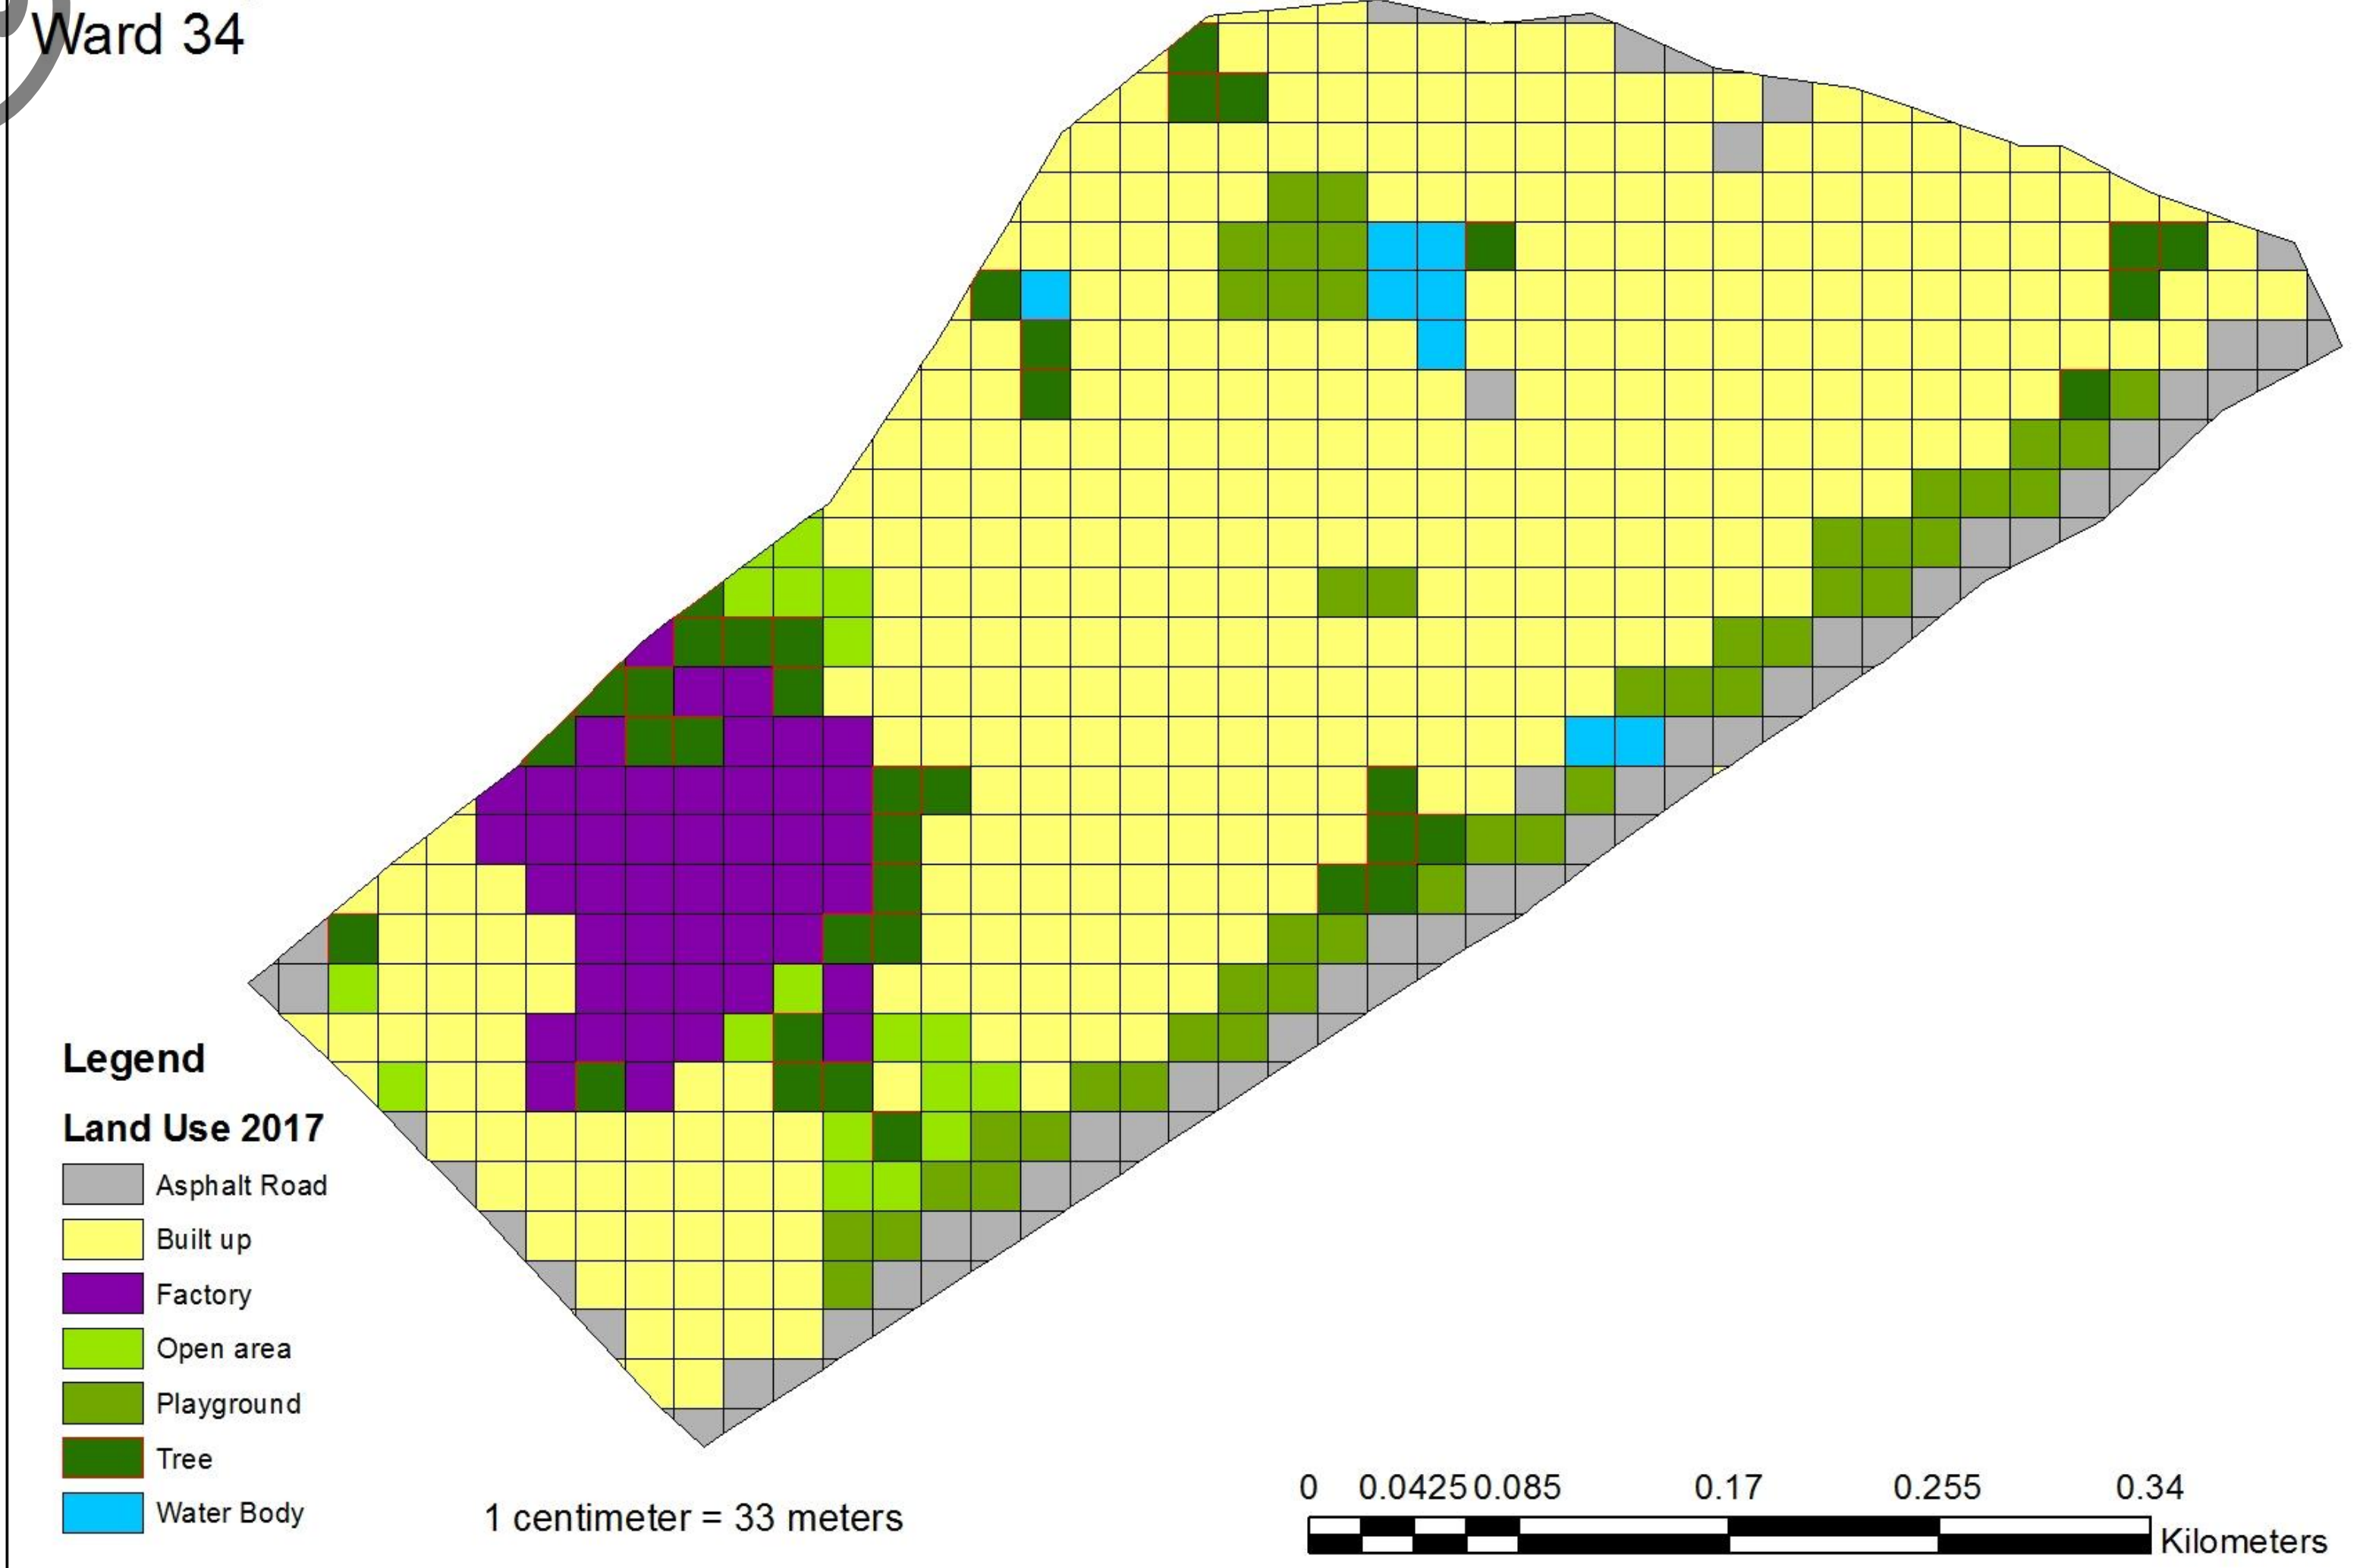 Ward 34
Legend
Land Use 2017
Asphalt Road
Built up
Factory
Open area
Playground
Tree
Water Body
1 centimeter = 33 meters
0 0.0425 0.085 0.17 0.255 0.34
Kilometers